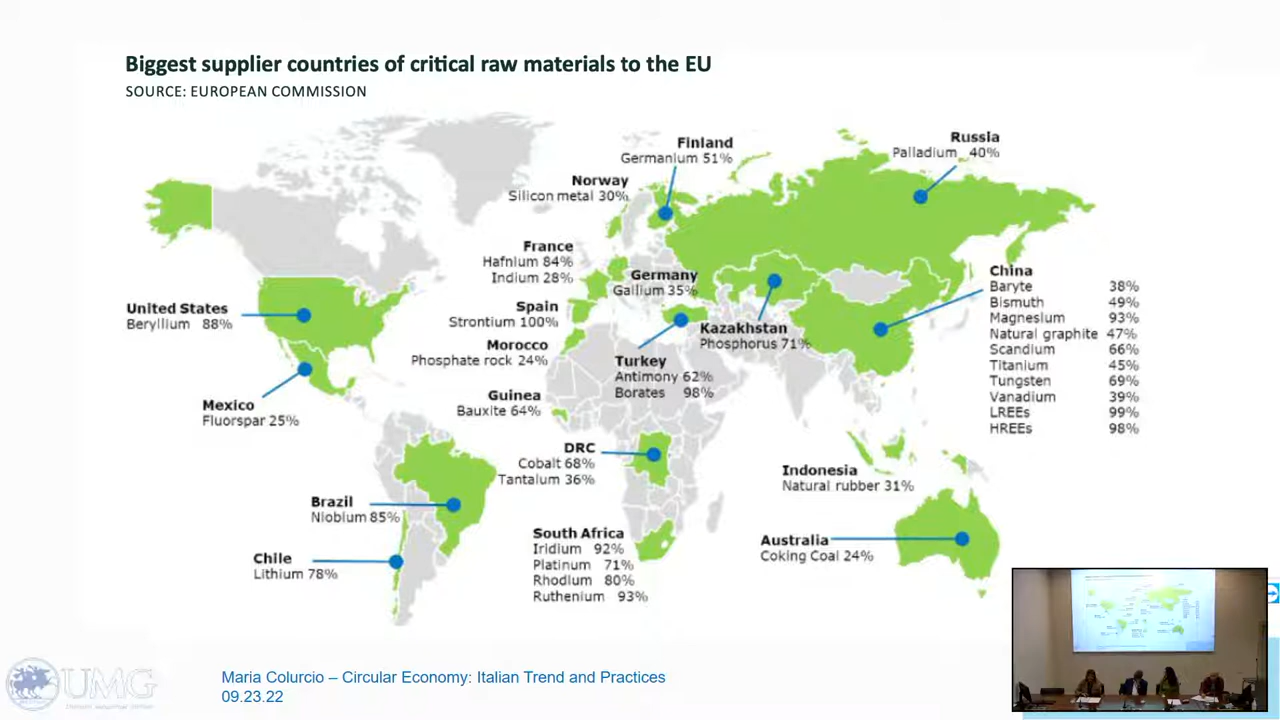 Biggest supplier countries of critical raw materials to the EU
SOURCE: EUROPEAN COMMISSION
Finland
Germanium 51%
Russia
Palladium 40%
Norway
Silicon metal 30%
France
Hafnium 84%
Indium 28%
Germany
Gallium 35%
Spain
Strontium 100%
United States
Beryllium 88%
Kazakhstan
Phosphorus 71%
China
Baryte 38%
Bismuth 49%
Magnesium 93%
Natural graphite 47%
Scandium 66%
Titanium 45%
Tungsten 69%
Vanadium 39%
LREEs 99%
HREEs 98%
Morocco
Phosphate rock 24%
Turkey
Antimony 62%
Borates 98%
Mexico
Fluorspar 25%
Guinea
Bauxite 64%
DRC
Cobalt 68%
Tantalum 36%
Indonesia
Natural rubber 31%
Brazil
Niobium 85%
Chile
Lithium 78%
South Africa
Iridium 92%
Platinum 71%
Rhodium 80%
Ruthenium 93%
Australia
Coking Coal 24%
UMG
Maria Colurcio – Circular Economy: Italian Trend and Practices
09.23.22